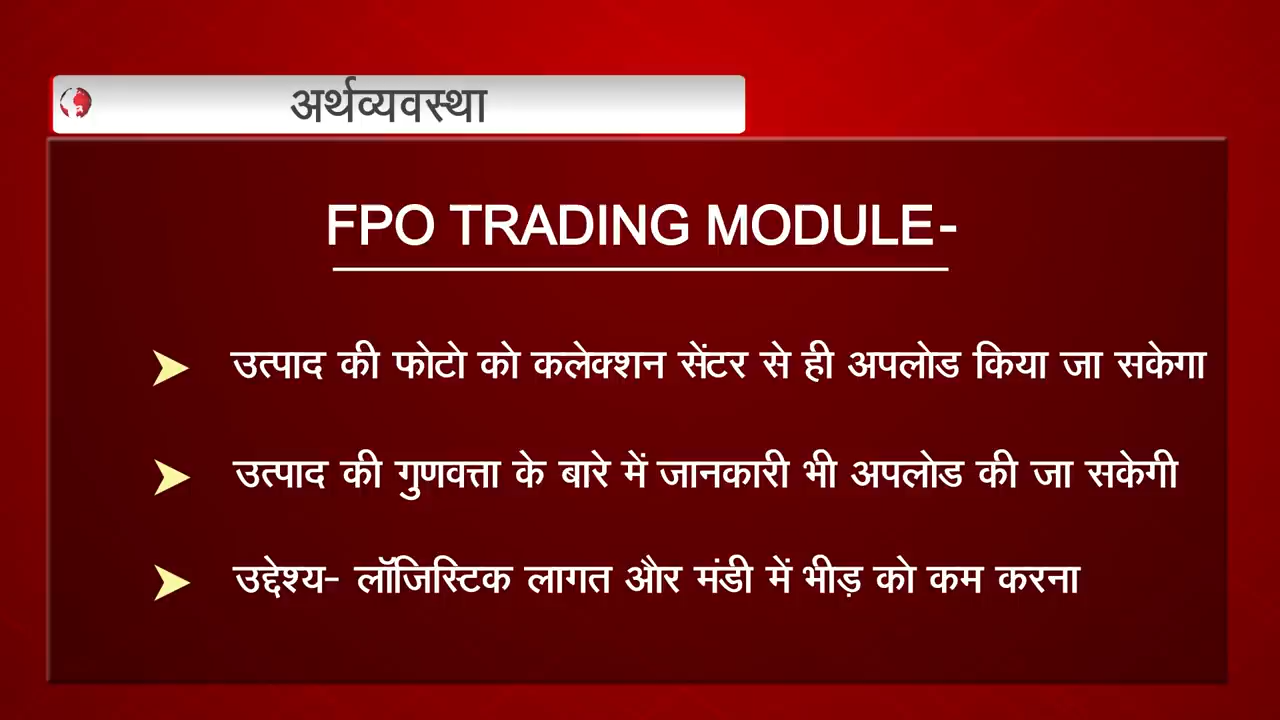 अर्थव्यवस्था
FPO TRADING MODULE-
उत्पाद की फोटो को कलेक्शन सेंटर से ही अपलोड किया जा सकेगा
उत्पाद की गुणवत्ता के बारे में जानकारी भी अपलोड की जा सकेगी
उद्देश्य- लॉजिस्टिक लागत और मंडी में भीड़ को कम करना